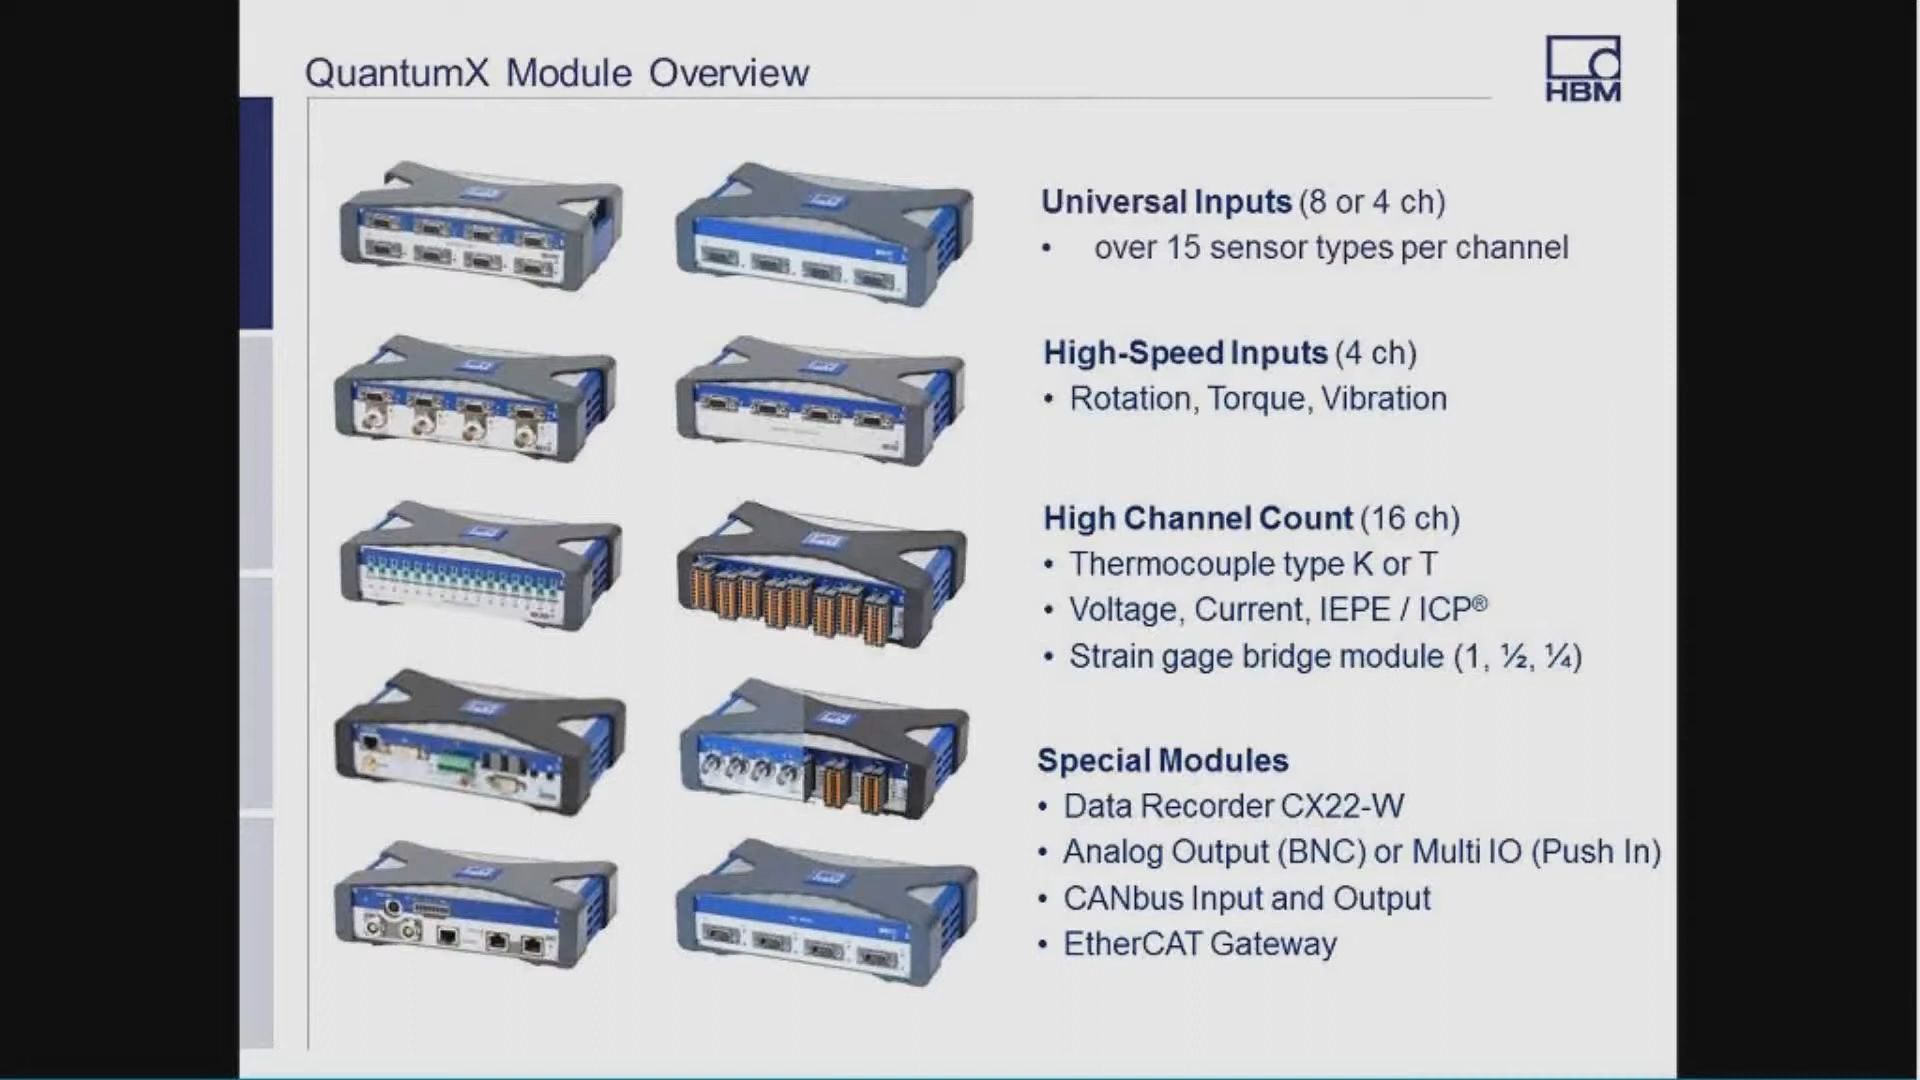 QuantumX Module Overview
HBM
Universal Inputs (8 or 4 ch)
• over 15 sensor types per channel
High-Speed Inputs (4 ch)
• Rotation, Torque, Vibration
High Channel Count (16 ch)
• Thermocouple type K or T
• Voltage, Current, IEPE / ICP®
• Strain gage bridge module (1, ½, ¼)
Special Modules
• Data Recorder CX22-W
• Analog Output (BNC) or Multi IO (Push In)
• CANbus Input and Output
• EtherCAT Gateway